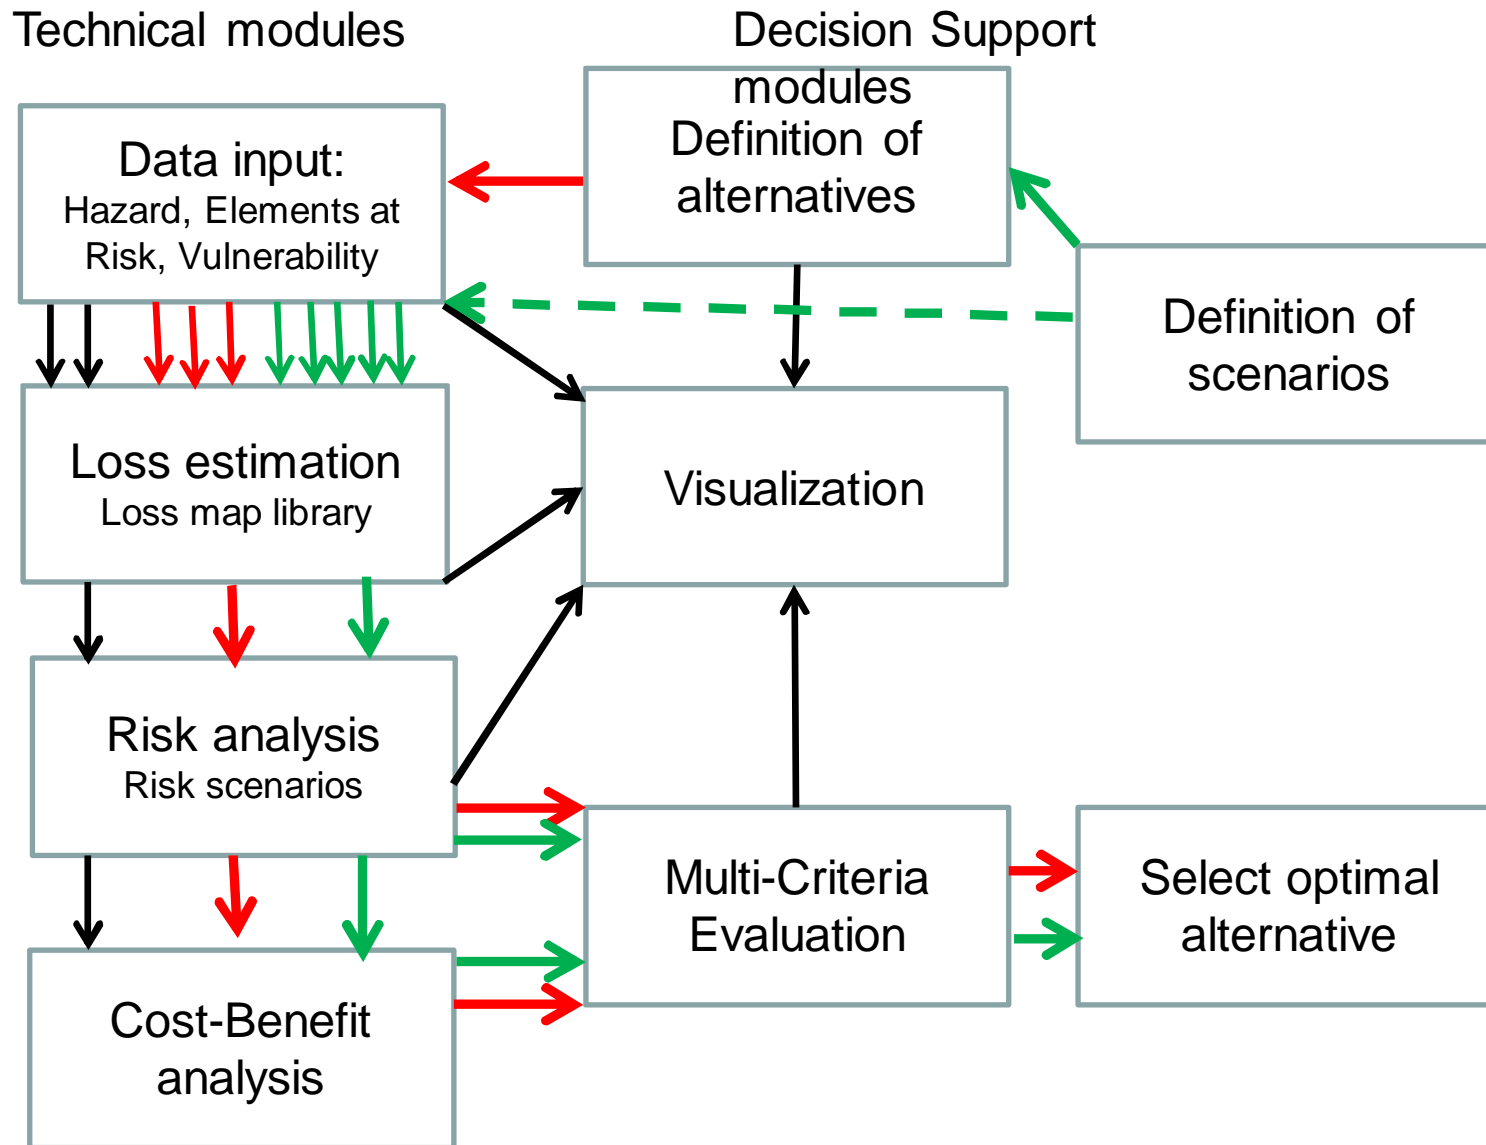 Technical modules
Decision Support
modules
Data input:
Hazard, Elements at
Risk, Vulnerability
Definition of
alternatives
Definition of
scenarios
Loss estimation
Loss map library
Visualization
Risk analysis
Risk scenarios
Multi-Criteria
Evaluation
Select optimal
alternative
Cost-Benefit
analysis